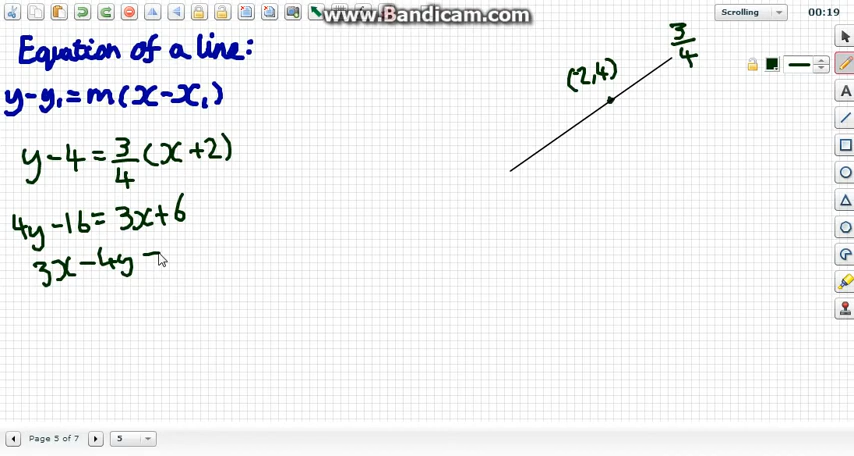 www.Bandicam.com
Scrolling
00:19
Equation of a line:
y-y₁=m(x-x₁)
y-4=3/4(x+2)
4y-16=3x+6
3x-4y -
(-2,4)
3/4
A
Page 5 of 7
5